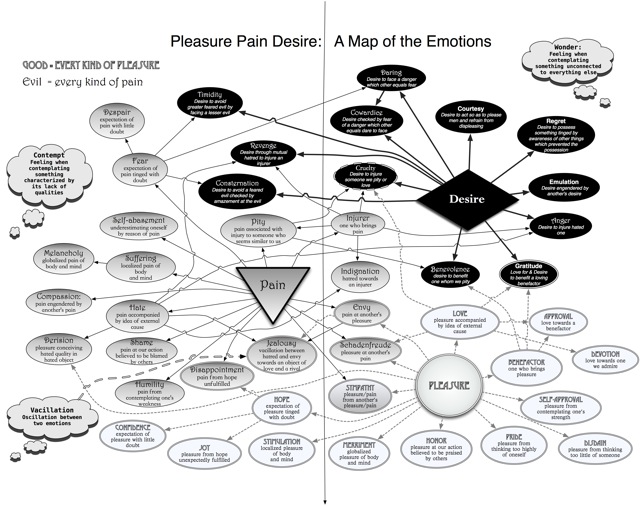 Pleasure Pain Desire: A Map of the Emotions
GOOD = EVERY KIND OF PLEASURE
Evil = every kind of pain
Wonder:
Feeling when
contemplating
something unconnected
to everything else
Daring
Desire to face a danger
which other equals fear
Timidity
Desire to avoid
greater feared evil by
facing a lesser evil
Despair
expectation of
pain with little
doubt
Cowardice
Desire checked by fear
of a danger which other
equals dare to face
Courtesy
Desire to act so as to please
men and refrain from
displeasing
Regret
Desire to possess
something tinged by
awareness of other things
which prevented the
possession
Contempt
Feeling when
contemplating
something
characterized by
its lack of
qualities
Fear
expectation of
pain tinged with
doubt
Revenge
Desire through mutual
hatred to injure an
injurer
Cruelty
Desire to injure
someone we pity or
love
Consternation
Desire to avoid a feared
evil checked by
amazement at the evil
Desire
Emulation
Desire engendered by
another's desire
Self-abasement
underestimating oneself
by reason of pain
Pity
pain associated with
injury to someone who
seems similar to us
Injurer
one who brings
pain
Anger
Desire to injure hated
one
Melancholy
globalized pain of
body and mind
Suffering
localized pain of
body
and mind
Pain
Indignation
hatred towards
an injurer
Benevolence
desire to benefit
one whom we pity
Gratitude
Love for & Desire
to benefit a loving
benefactor
Compassion:
pain engendered by
another's pain
Hate
pain accompanied
by idea of external
cause
Envy
pain at another's
pleasure
LOVE
pleasure accompanied
by idea of external cause
APPROVAL
love towards a
benefactor
Derision
pleasure conceiving
hated quality in
hated object
Shame
pain at our action
believed to be blamed
by others
Jealousy
vacillation between
hatred and envy
towards an object of
love and a rival
Schadenfreude
pleasure at another's
pain
BENEFACTOR
one who brings
pleasure
DEVOTION
love towards one we
admire
Disappointment
pain from hope
unfulfilled
Humility
pain from
contemplating one's
weakness
SYMPATHY
pleasure/pain
from another's
pleasure/pain
PLEASURE
Vacillation
Oscillation between
two emotions
HOPE
expectation of
pleasure tinged with
doubt
SELF-APPROVAL
pleasure from
contemplating one's
strength
CONFIDENCE
expectation of
pleasure with little
doubt
JOY
pleasure from hope
unexpectedly fulfilled
STIMULATION
localized pleasure of
body and mind
MERRIMENT
globalized
pleasure of body
and mind
HONOR
pleasure at our action
believed to be praised
by others
PRIDE
pleasure from
thinking too highly
of oneself
DISDAIN
pleasure from thinking
too little of someone